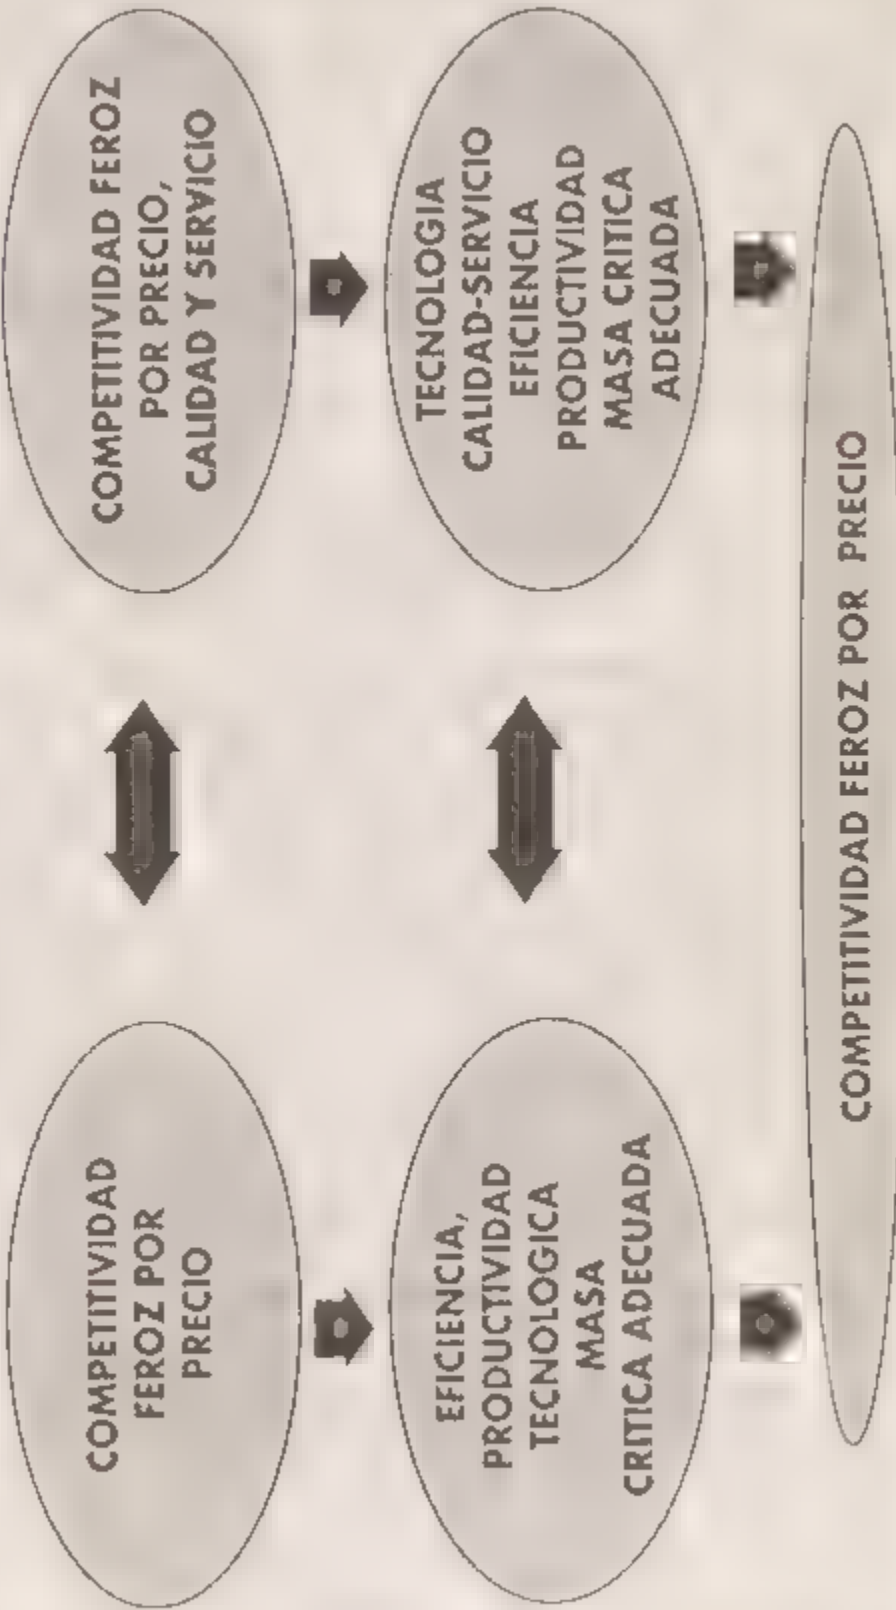 COMPETITIVIDAD
FEROZ POR
PRECIO
COMPETITIVIDAD FEROZ
POR PRECIO,
CALIDAD Y SERVICIO
EFICIENCIA,
PRODUCTIVIDAD
TECNOLOGICA
MASA
CRITICA ADECUADA
TECNOLOGIA
CALIDAD-SERVICIO
EFICIENCIA
PRODUCTIVIDAD
MASA CRITICA
ADECUADA
COMPETITIVIDAD FEROZ POR PRECIO